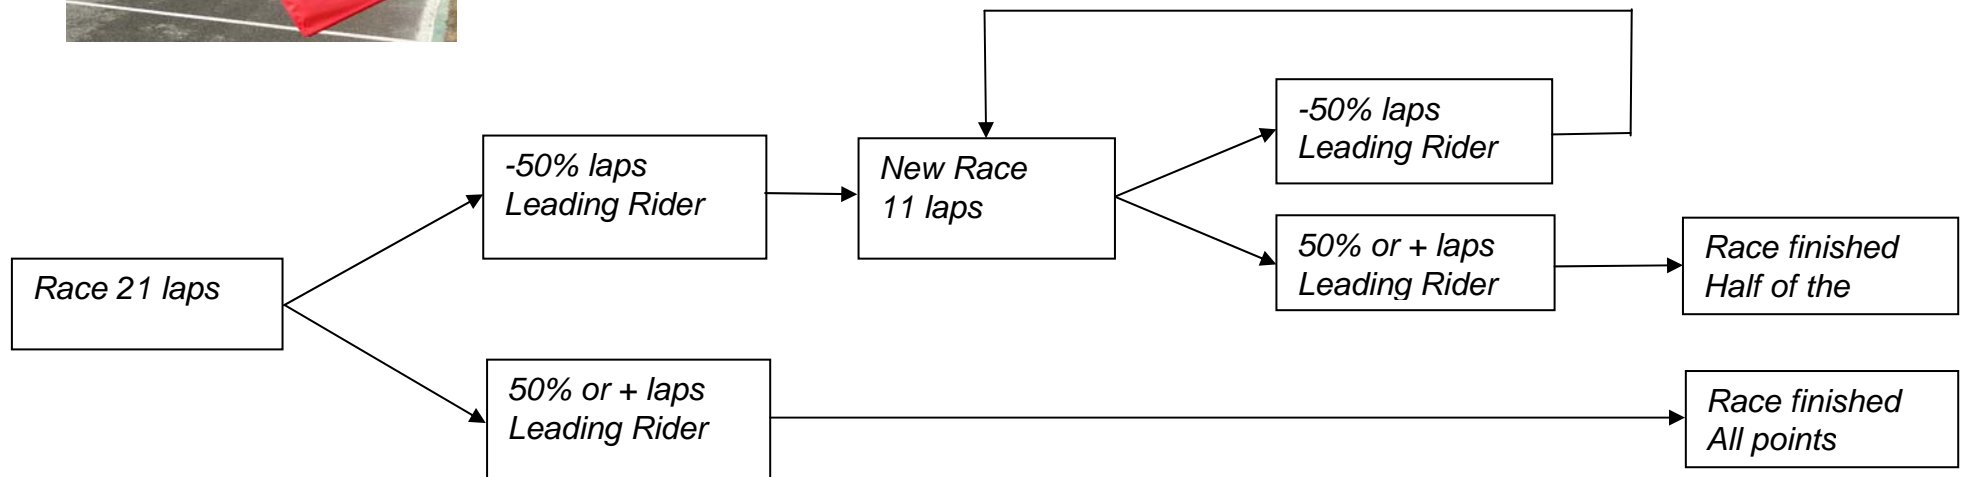 -50% laps
Leading Rider
New Race
11 laps
-50% laps
Leading Rider
Race 21 laps
50% or + laps
Leading Rider
Race finished
Half of the
50% or + laps
Leading Rider
Race finished
All points